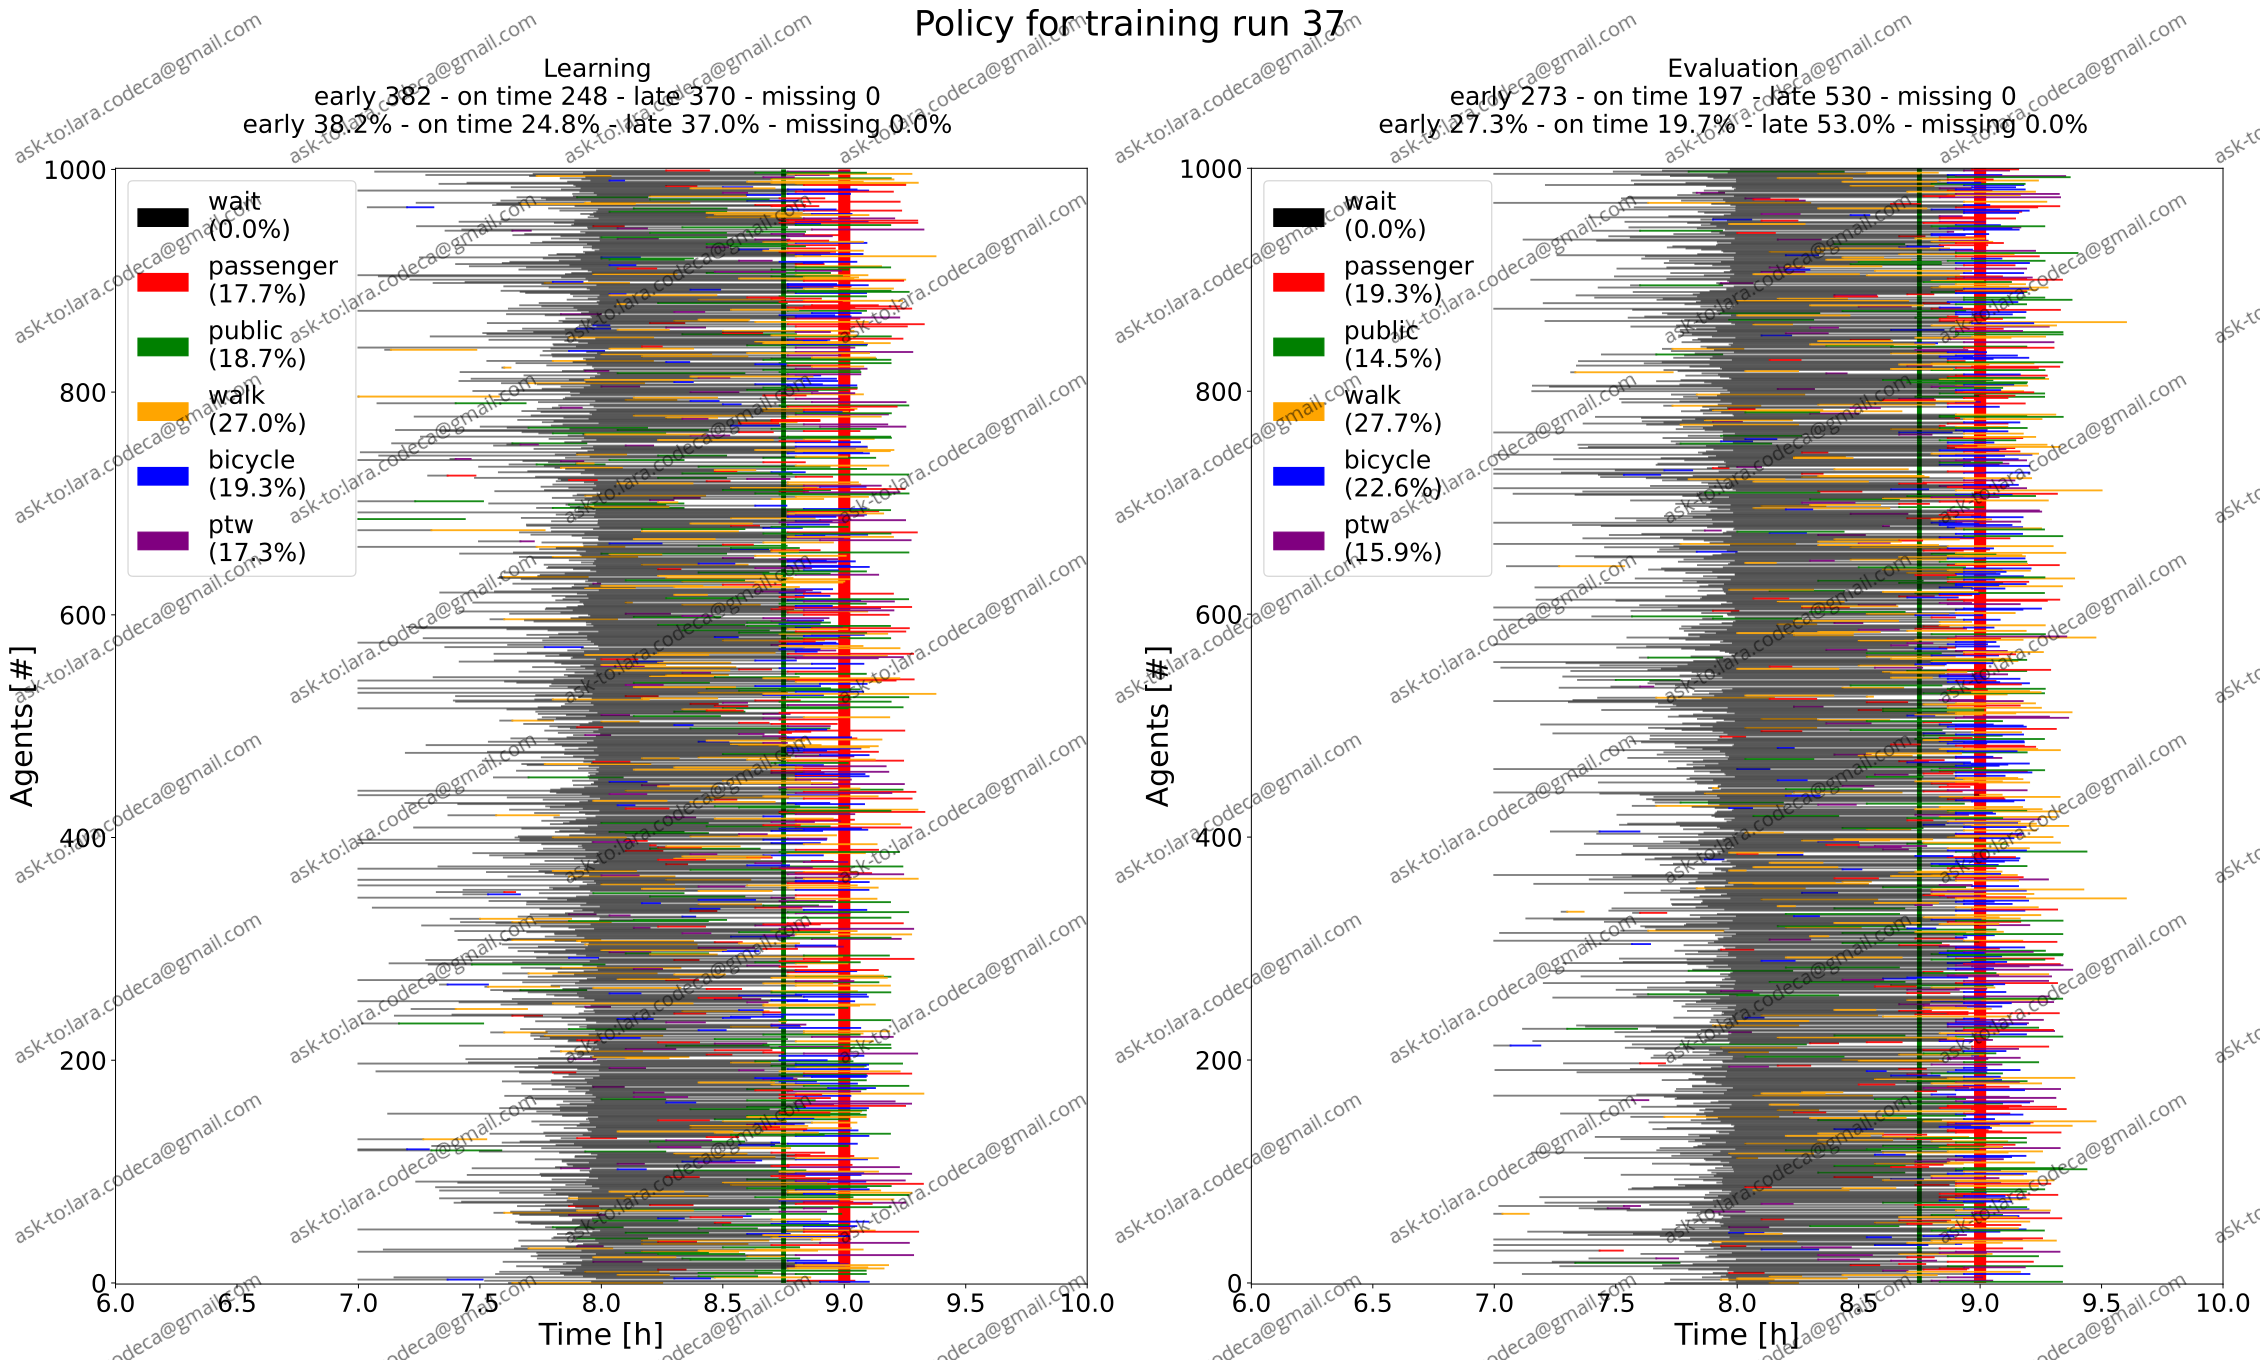 Policy for training run 37
Learning
early 382 - on time 248 - late 370 - missing 0
early 38.2% - on time 24.8% - late 37.0% - missing 0.0%
Agents [#]
1000
800
600
400
200
0
wait
(0.0%)
passenger
(17.7%)
public
(18.7%)
walk
(27.0%)
bicycle
(19.3%)
ptw
(17.3%)
6.0 6.5 7.0 7.5 8.0 8.5 9.0 9.5 10.0
Time [h]
Evaluation
early 273 - on time 197 - late 530 - missing 0
early 27.3% - on time 19.7% - late 53.0% - missing 0.0%
Agents [#]
1000
800
600
400
200
0
wait
(0.0%)
passenger
(19.3%)
public
(14.5%)
walk
(27.7%)
bicycle
(22.6%)
ptw
(15.9%)
6.0 6.5 7.0 7.5 8.0 8.5 9.0 9.5 10.0
Time [h]
ask-to:lara.codeca@gmail.com